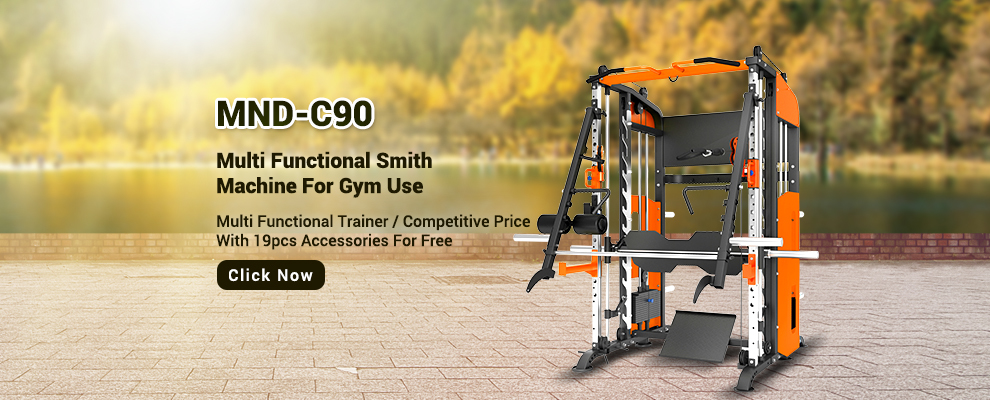 MND-C90
Multi Functional Smith
Machine For Gym Use
Multi Functional Trainer / Competitive Price
With 19pcs Accessories For Free
Click Now